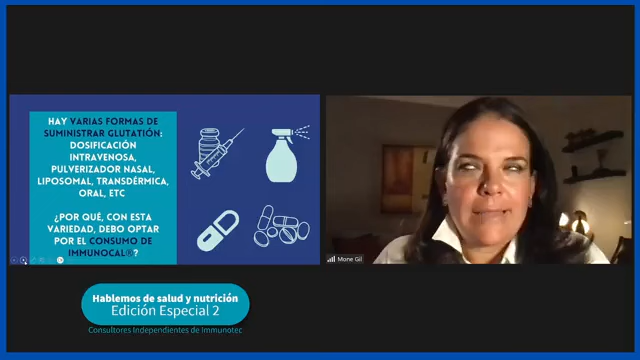 HAY VARIAS FORMAS DE
SUMINISTRAR GLUTATIÓN:
DOSIFICACIÓN
INTRAVENOSA,
PULVERIZADOR NASAL,
LIPOSOMAL, TRANSDÉRMICA,
ORAL, ETC
¿POR QUÉ, CON ESTA
VARIEDAD, DEBO OPTAR
POR EL CONSUMO DE
IMMUNOCAL®?
Mone Gil
Hablemos de salud y nutrición
Edición Especial 2
Consultores Independientes de Immunotec